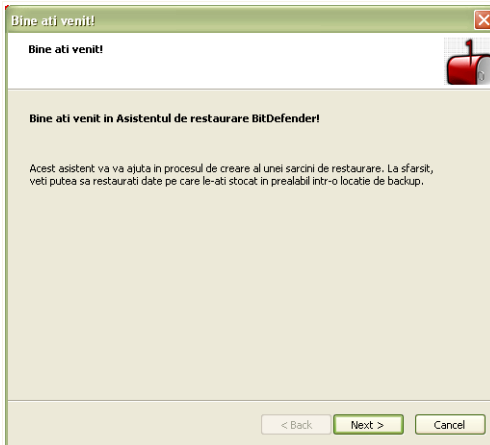 Bine ati venit!
Bine ati venit!
Bine ati venit in Asistentul de restaurare BitDefender!
Acest asistent va va ajuta in procesul de creare al unei sarcini de restaurare. La sfarsit,
veti putea sa restaurati date pe care le-ati stocat in prealabil intr-o locatie de backup.
< Back Next > Cancel